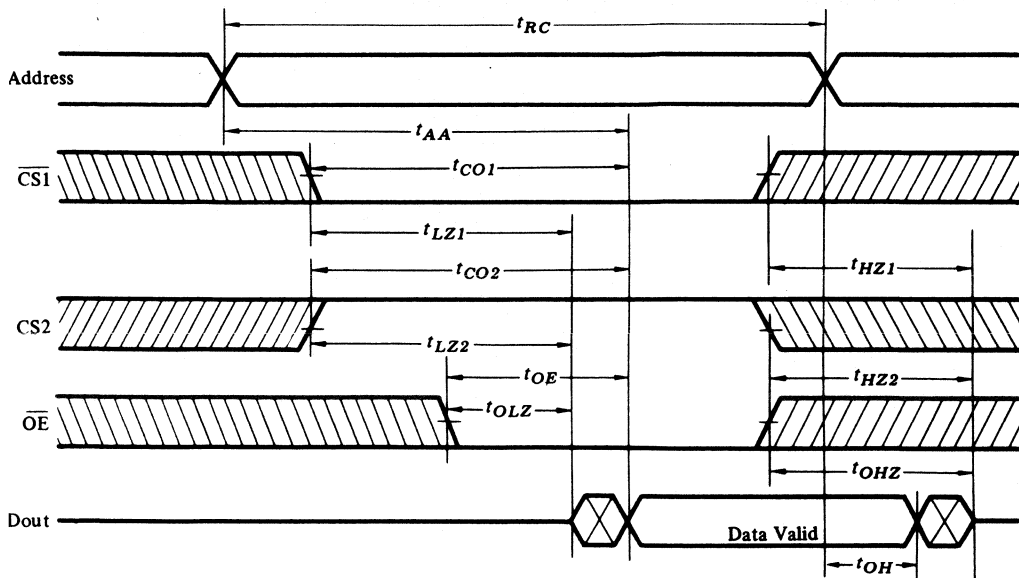 tRC
Address
tAA
CS1
tCO1
tLZ1
tCO2
tHZ1
CS2
tLZ2
tOE
tHZ2
OE
tOLZ
tOHZ
Dout
Data Valid
tOH